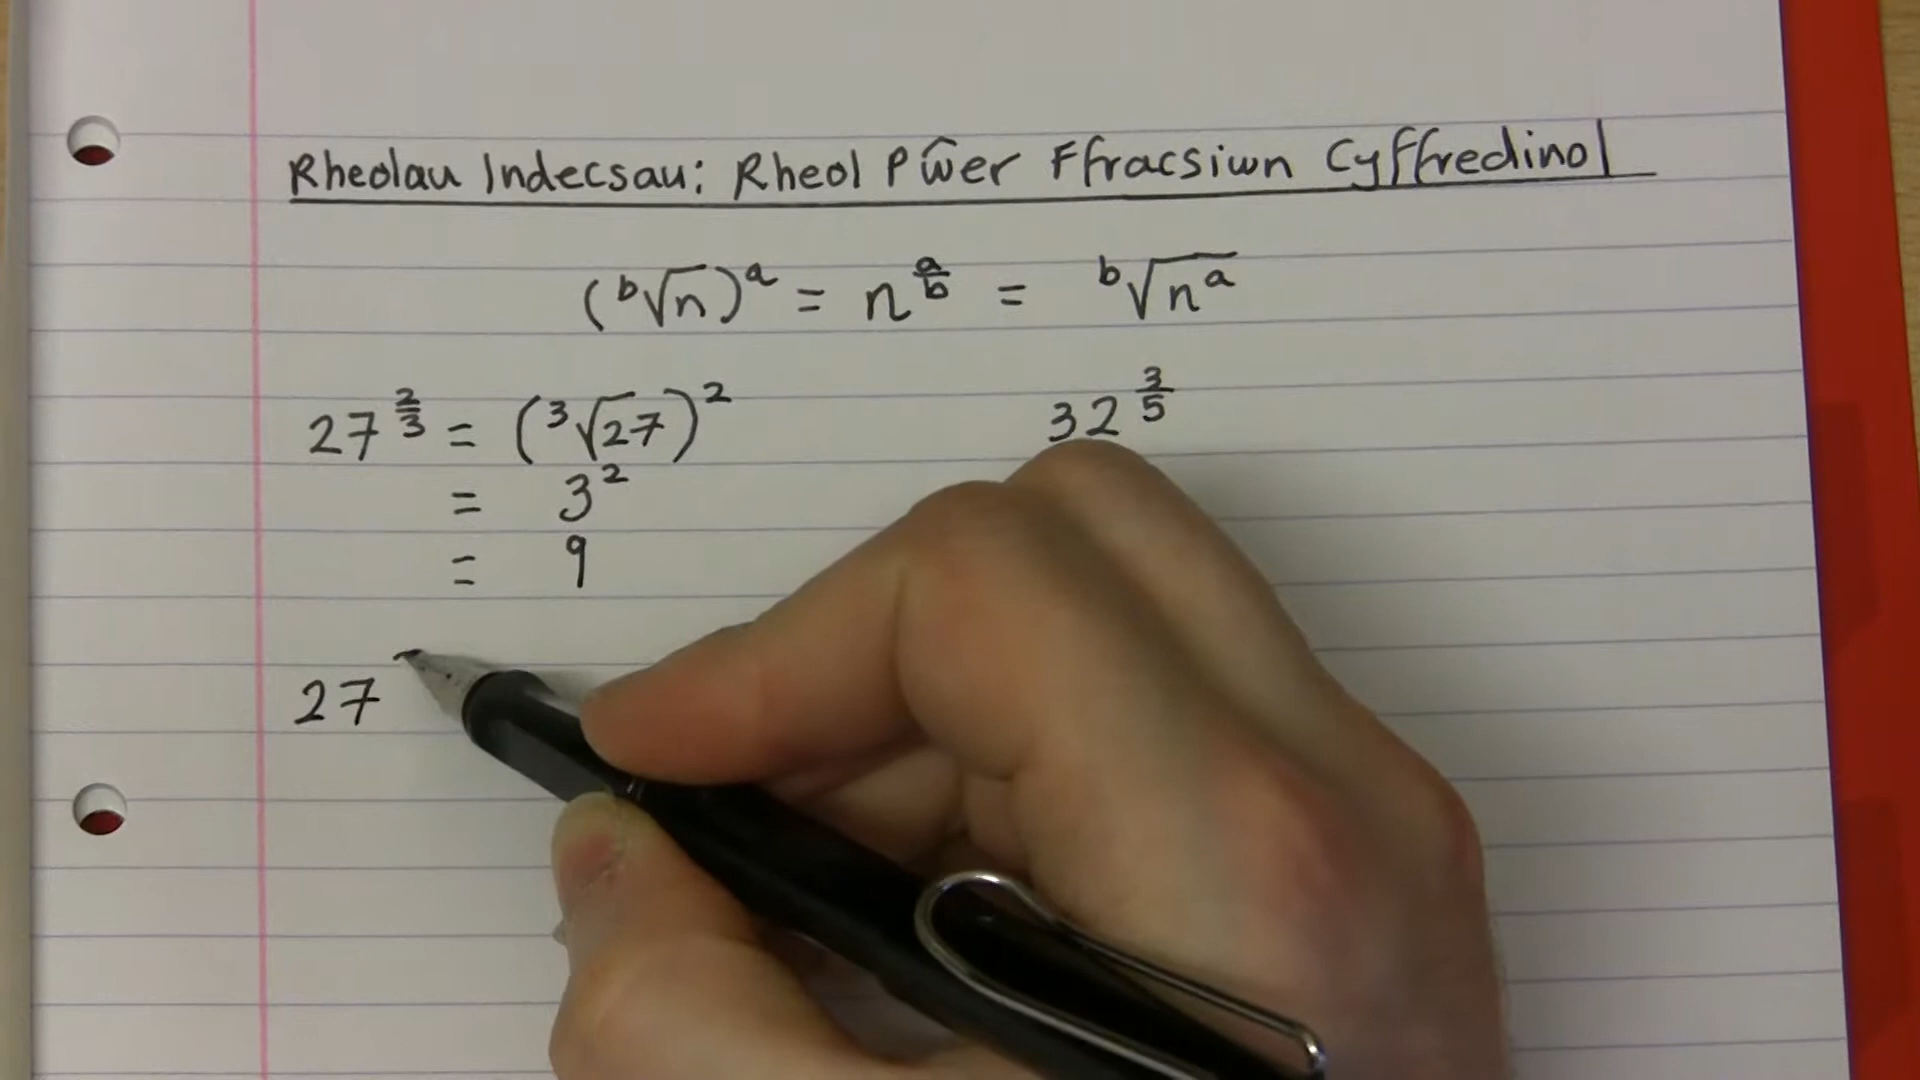 Rheolau Indecsau: Rheol Pŵer Ffracsiwn Cyffredinol
(ᵇ√n)ᵃ = n^(a/b) = ᵇ√(nᵃ)
27^(2/3) = (³√27)² 32^(3/5)
= 3²
= 9
27